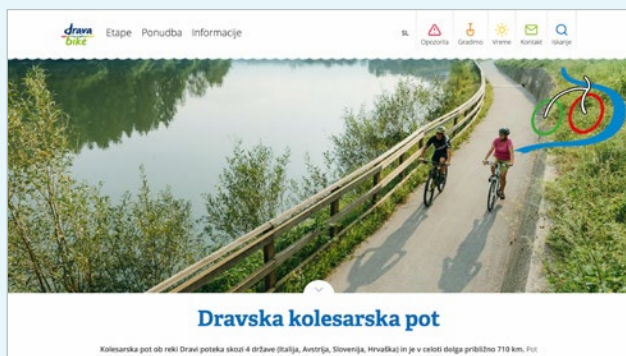 drava
bike
Etape Ponudba Informacije
SL
Opozorila Gradimo Vreme Kontakt Iskanje
Dravska kolesarska pot
Kolesarska pot ob reki Dravi poteka skozi 4 države (Italija, Avstrija, Slovenija, Hrvaška) in je v celoti dolga približno 710 km. Pot